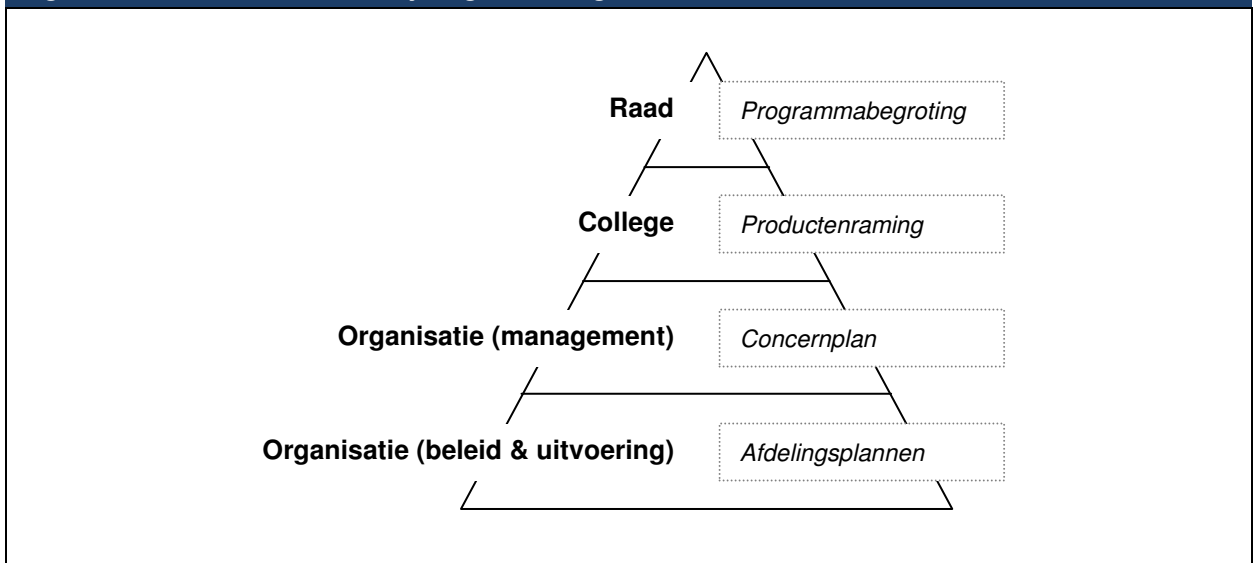 Raad Programmabegroting
College Productenraming
Organisatie (management) Concernplan
Organisatie (beleid & uitvoering) Afdelingsplannen